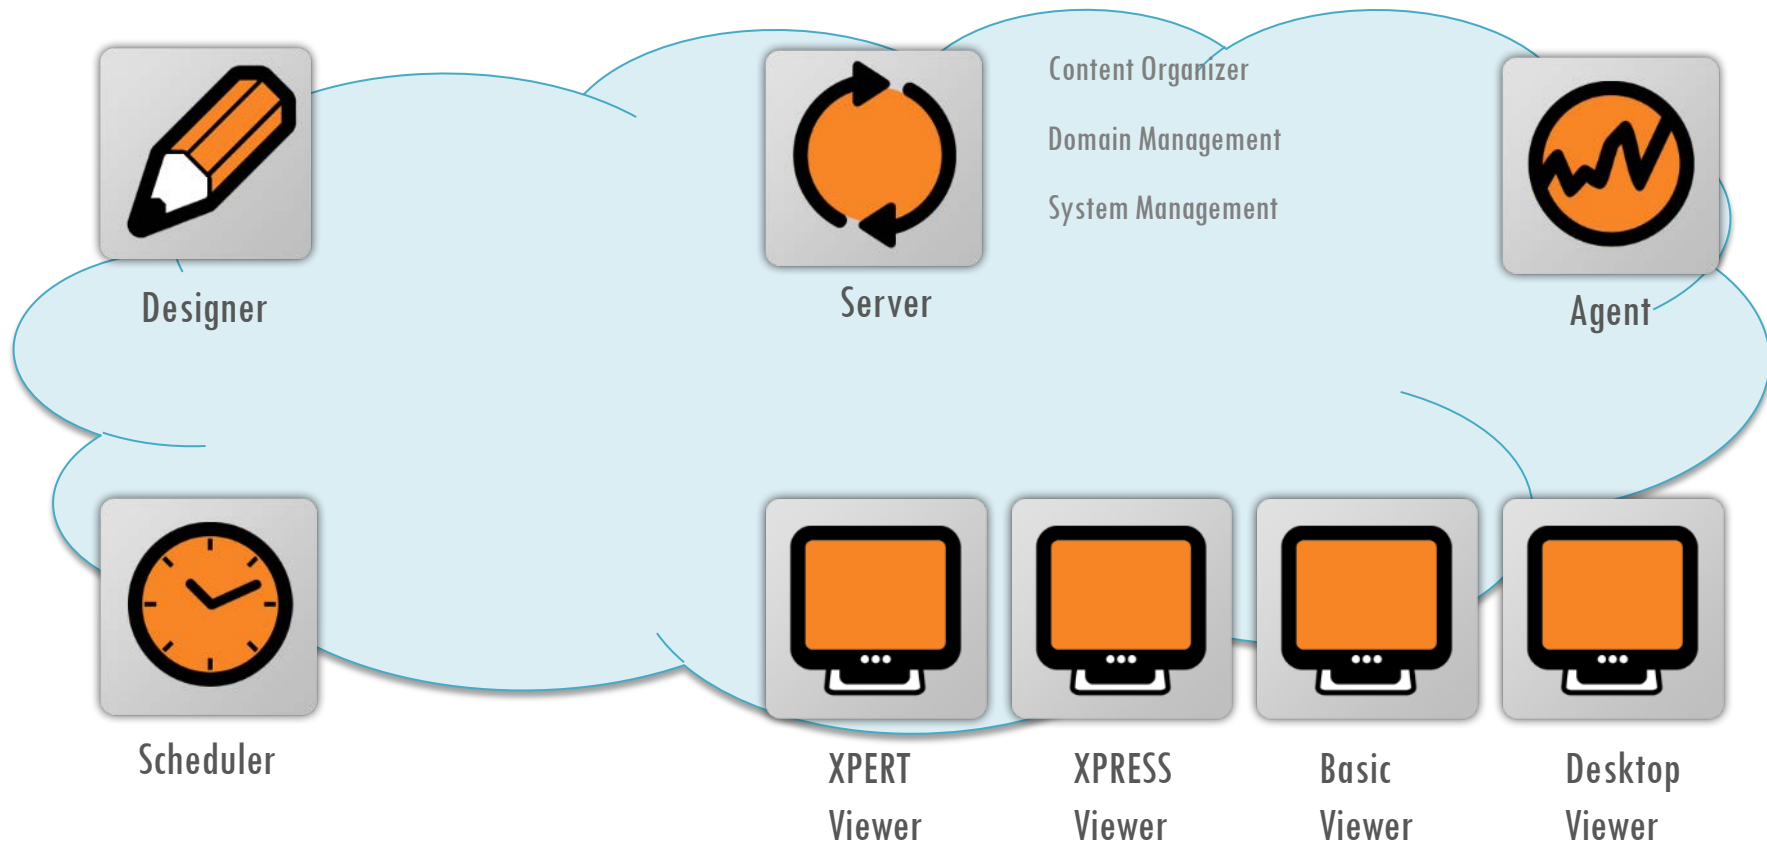 Content Organizer
Domain Management
System Management
Designer
Server
Agent
Scheduler
XPERT
Viewer
XPRESS
Viewer
Basic
Viewer
Desktop
Viewer